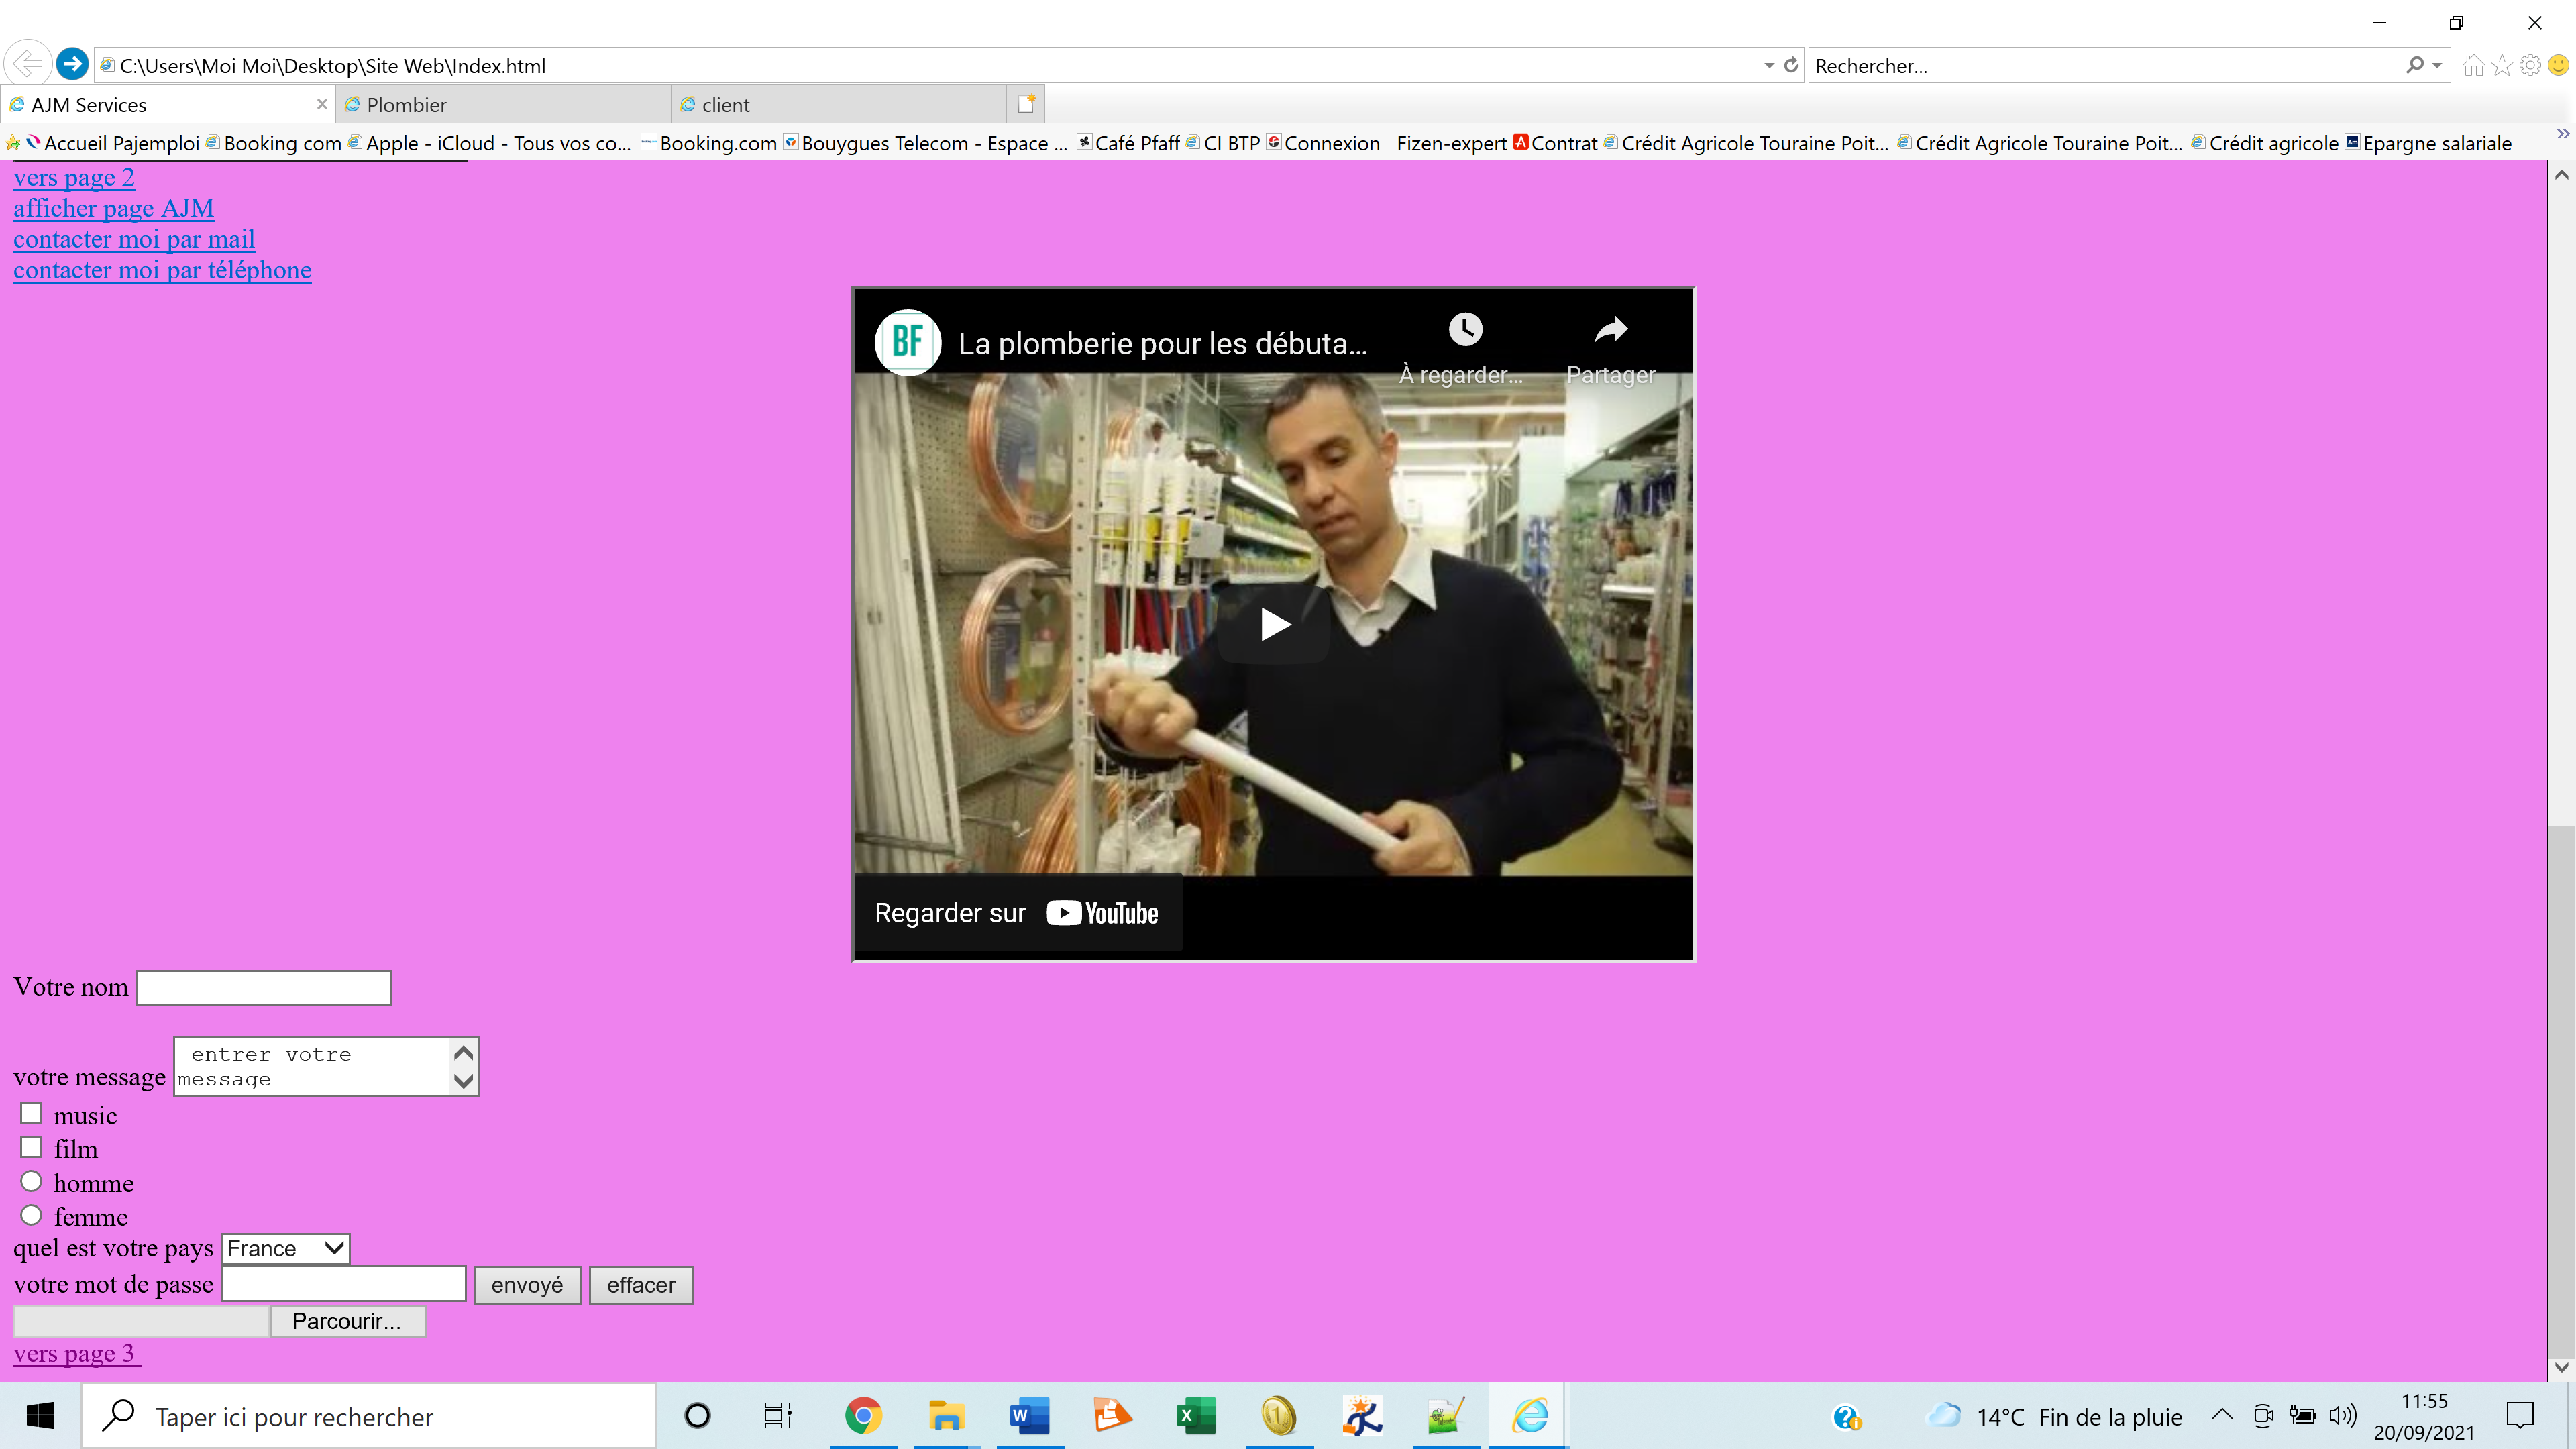 C:\Users\Moi Moi\Desktop\Site Web\Index.html
Rechercher...
AJM Services
Plombier
client
Accueil Pajemploi
Booking com
Apple - iCloud - Tous vos co...
Booking.com
Bouygues Telecom - Espace ...
Café Pfaff
CI BTP
Connexion
Fizen-expert
Contrat
Crédit Agricole Touraine Poit...
Crédit Agricole Touraine Poit...
Crédit agricole
Epargne salariale
vers page 2
afficher page AJM
contacter moi par mail
contacter moi par téléphone
BF
La plomberie pour les débuta...
À regarder...
Partager
Regarder sur YouTube
Votre nom
votre message
entrer votre
message
music
film
homme
femme
quel est votre pays France
votre mot de passe envoyé effacer
Parcourir...
vers page 3
Taper ici pour rechercher
14°C Fin de la pluie
11:55
20/09/2021